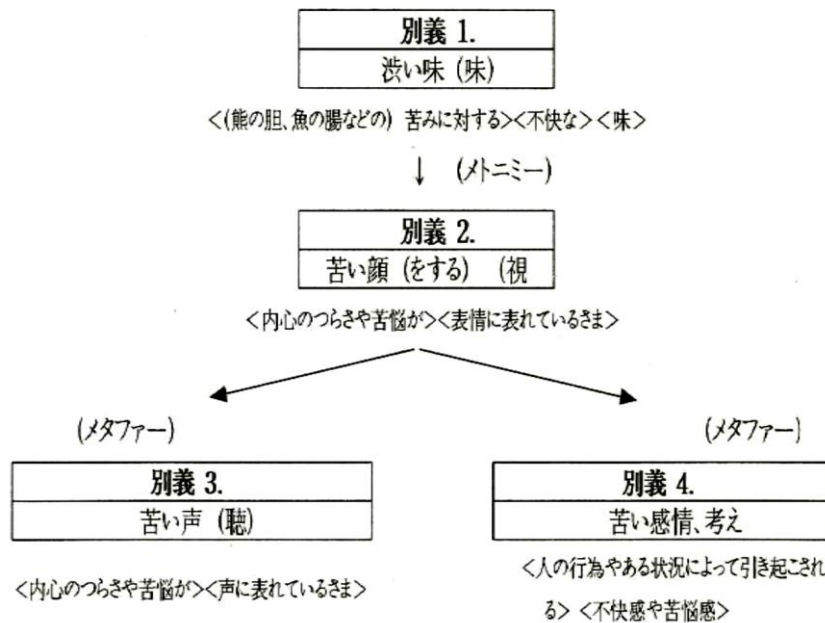 別義 1.
渋い味 (味)
<(熊の胆、魚の腸などの) 苦みに対する><不快な><味>
↓ (メトニミー)
別義 2.
苦い顔 (をする) (視
<内心のつらさや苦悩が><表情に表れているさま>
(メタファー) (メタファー)
別義 3.
苦い声 (聴)
<内心のつらさや苦悩が><声に表れているさま>
別義 4.
苦い感情、考え
<人の行為やある状況によって引き起こされ
る> <不快感や苦悩感>